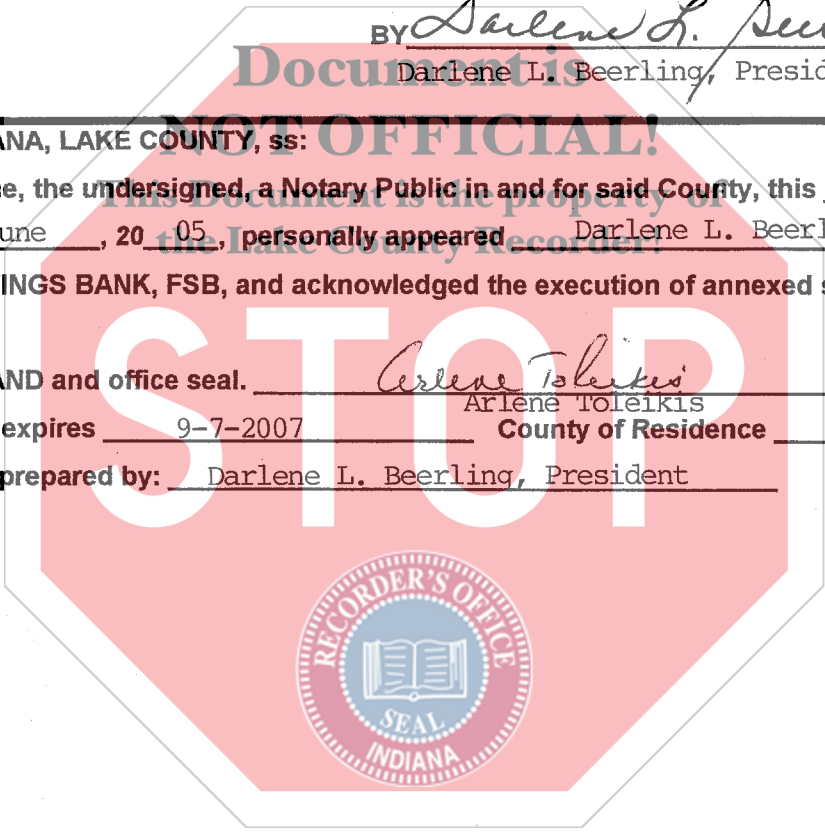 BY Darlene L.
Darlene L. Beerling, Presid
Document is
NOT OFFICIAL!
This Document is the property of
the Lake County Recorder!
ANA, LAKE COUNTY, ss:
e, the undersigned, a Notary Public in and for said County, this
une, 20 05, personally appeared Darlene L. Beerl
INGS BANK, FSB, and acknowledged the execution of annexed s
STOP
AND and office seal. Arlene Toleikis
Arlene Toleikis
expires 9-7-2007 County of Residence
prepared by: Darlene L. Beerling, President
RECORDER'S OFFICE
SEAL
INDIANA